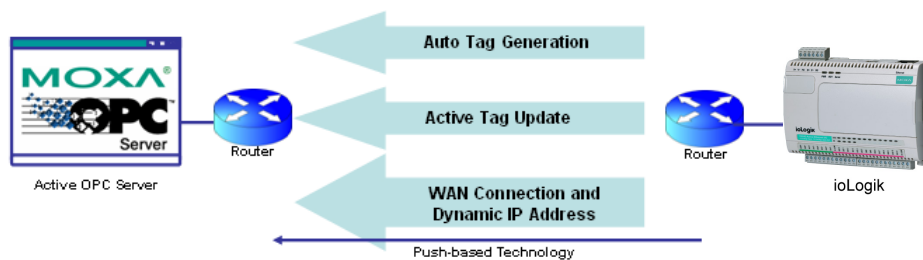 MOXA®
OPC™
Server
Active OPC Server
Router
Auto Tag Generation
Active Tag Update
WAN Connection and
Dynamic IP Address
Push-based Technology
Router
ioLogik
ioLogik